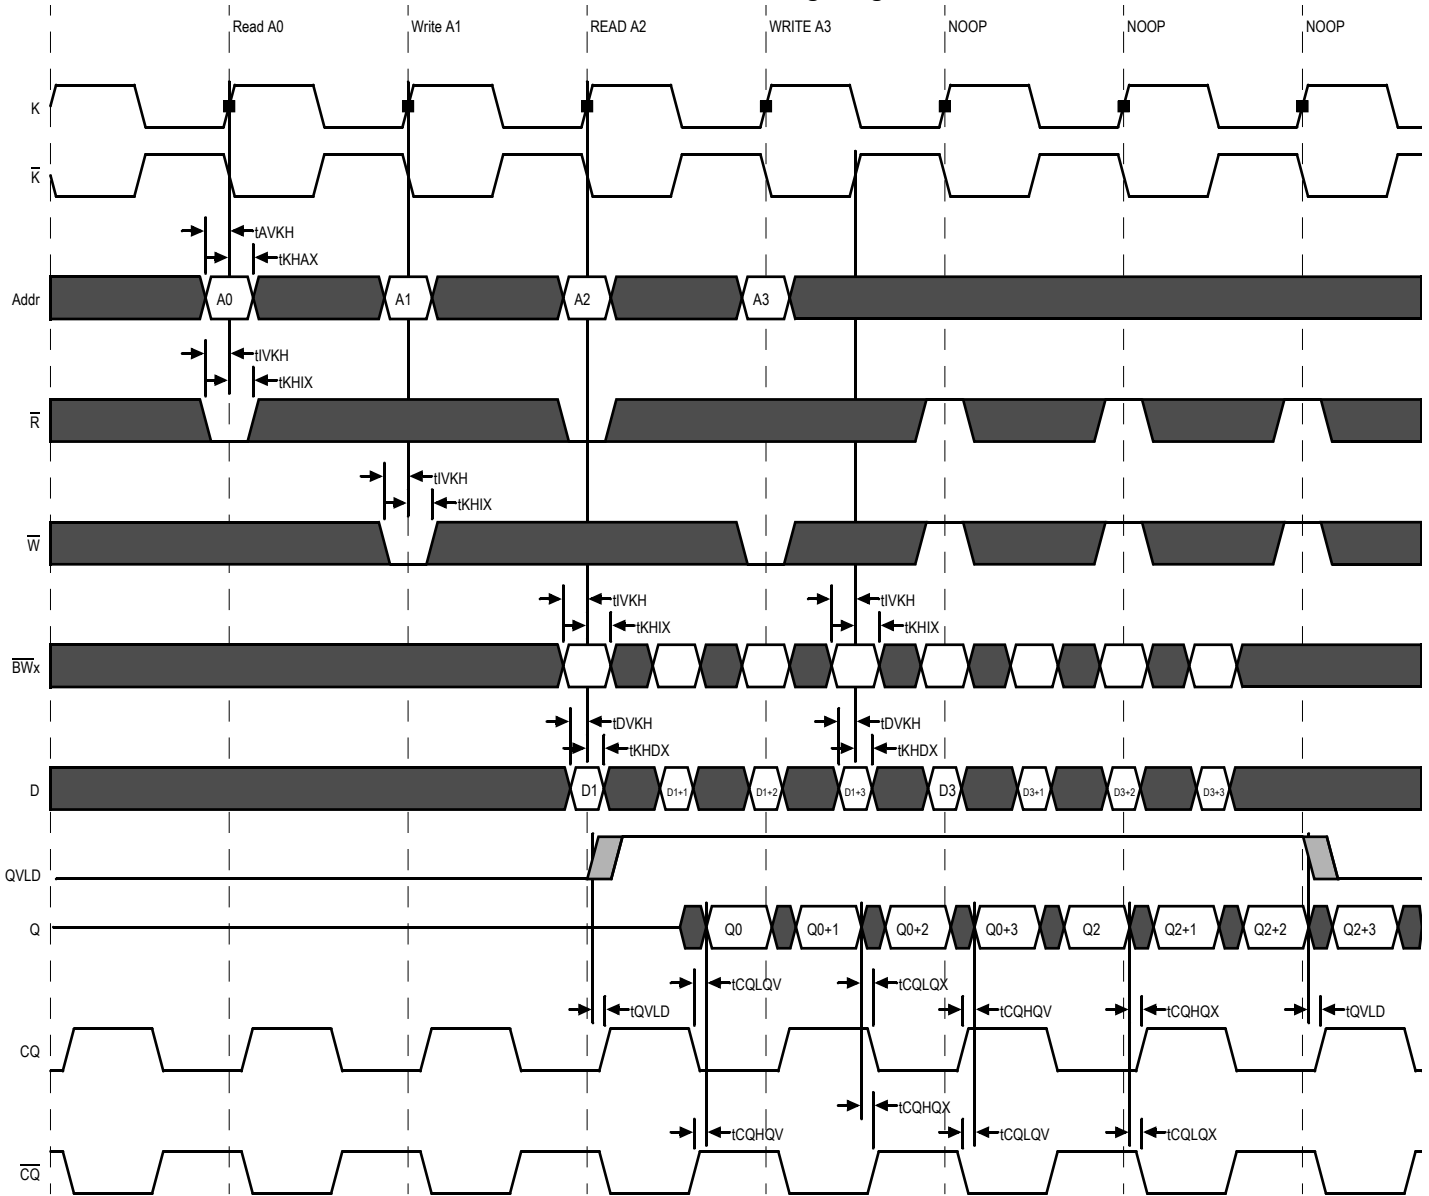 Read A0 Write A1 READ A2 WRITE A3 NOOP NOOP NOOP
K
K̅
tAVKH
tKHAX
Addr A0 A1 A2 A3
tIVKH
tKHIX
R̅
tIVKH
tKHIX
W̅
tIVKH tIVKH
tKHIX tKHIX
B̅W̅x
tDVKH tDVKH
tKHDX tKHDX
D D1 D1+1 D1+2 D1+3 D3 D3+1 D3+2 D3+3
QVLD
Q Q0 Q0+1 Q0+2 Q0+3 Q2 Q2+1 Q2+2 Q2+3
tCQLQV tCQLQX
tQVLD tCQHQV tCQHQX tQVLD
CQ
tCQHQX
tCQHQV tCQLQV tCQLQX
C̅Q̅